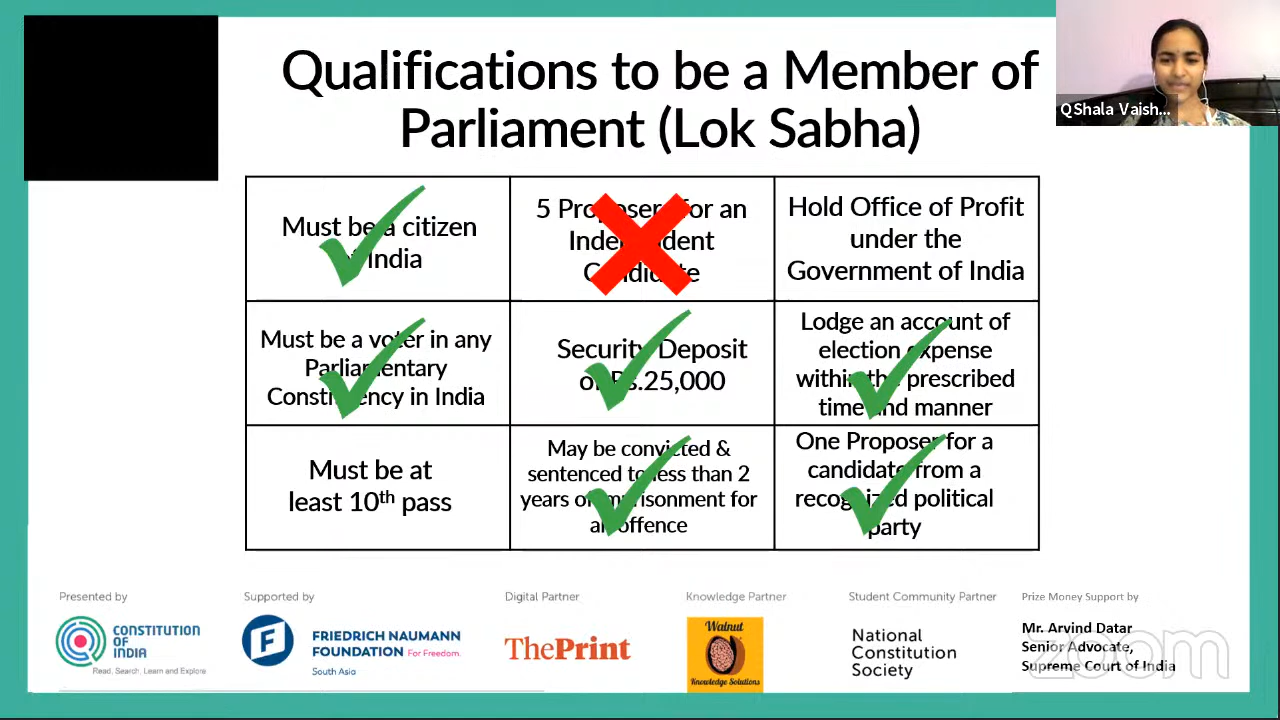 Qualifications to be a Member of
Parliament (Lok Sabha)
QShala Vaish...
Must be a citizen
of India
5 Proposers for an
Independent
Candidate
Hold Office of Profit
under the
Government of India
Must be a voter in any
Parliamentary
Constituency in India
Security Deposit
of Rs.25,000
Lodge an account of
election expense
within the prescribed
time and manner
Must be at
least 10th pass
May be convicted &
sentenced to less than 2
years of imprisonment for
an offence
One Proposer for a
candidate from a
recognized political
party
Presented by
CONSTITUTION
OF
INDIA
Read, Search, Learn and Explore
Supported by
F
FRIEDRICH NAUMANN
FOUNDATION For Freedom.
South Asia
Digital Partner
ThePrint
Knowledge Partner
Walnut
Knowledge Solutions
Student Community Partner
National
Constitution
Society
Prize Money Support by
Mr. Arvind Datar
Senior Advocate,
Supreme Court of India
zoom